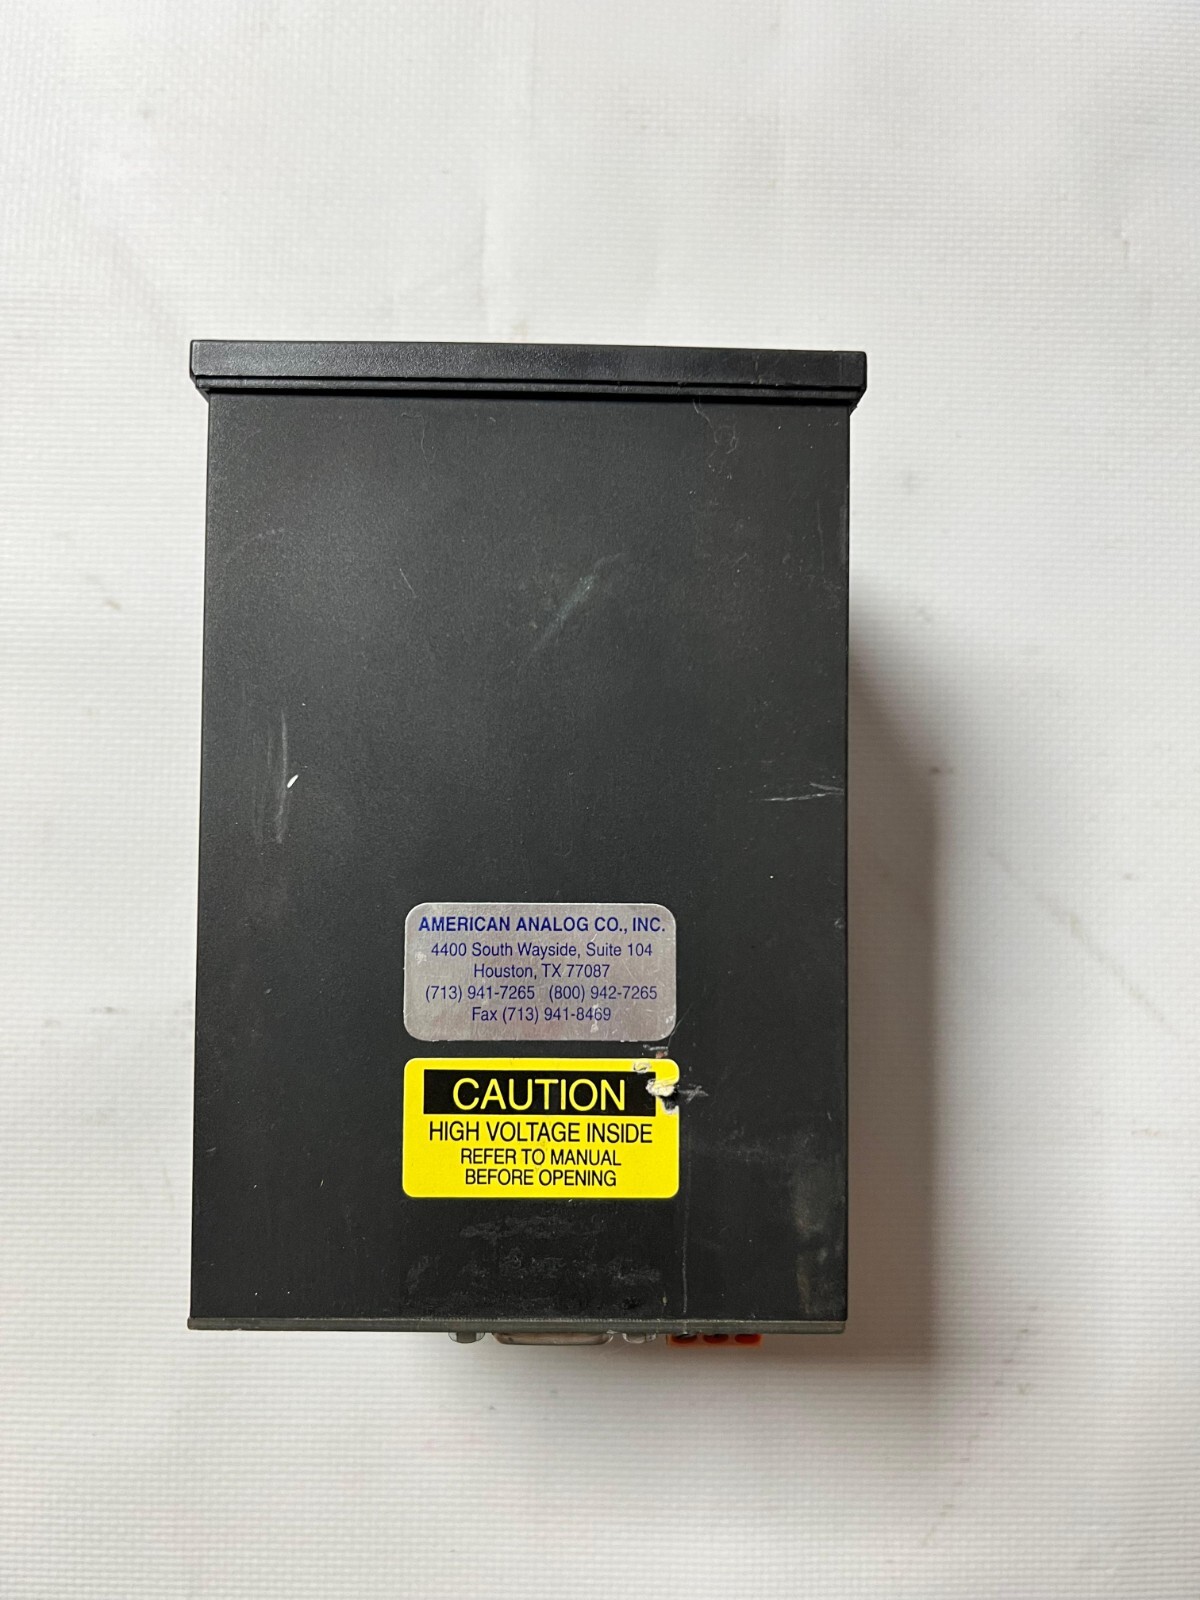 AMERICAN ANALOG CO., INC.
4400 South Wayside, Suite 104
Houston, TX 77087
(713) 941-7265 (800) 942-7265
Fax (713) 941-8469
CAUTION
HIGH VOLTAGE INSIDE
REFER TO MANUAL
BEFORE OPENING